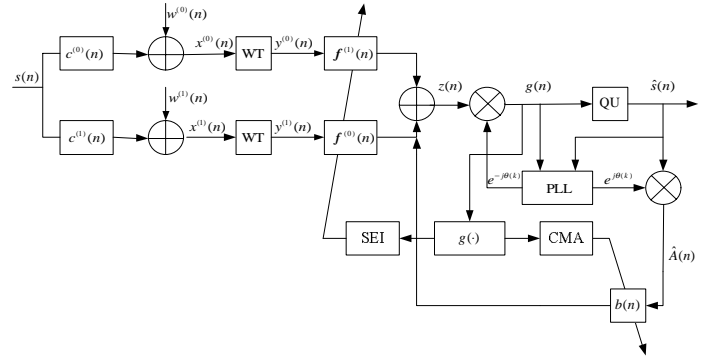 w^{(0)}(n)
c^{(0)}(n)
x^{(0)}(n)
WT
y^{(0)}(n)
f^{(1)}(n)
s(n)
z(n)
g(n)
QU
ŝ(n)
w^{(1)}(n)
c^{(1)}(n)
x^{(1)}(n)
WT
y^{(1)}(n)
f^{(0)}(n)
e^{-jθ(k)}
PLL
e^{jθ(k)}
SEI
g(·)
CMA
Â(n)
b(n)